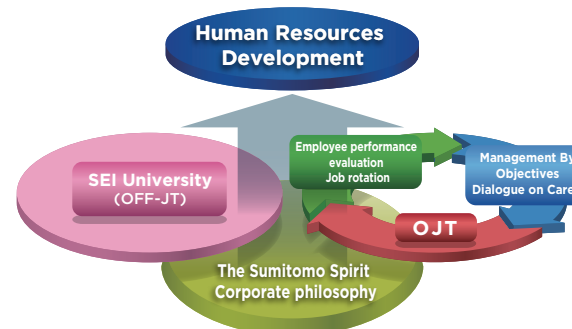 Human Resources
Development
Employee performance
evaluation
Job rotation
Management By
Objectives
Dialogue on
SEI University
(OFF-JT)
OJT
The Sumitomo Spirit
Corporate philosophy